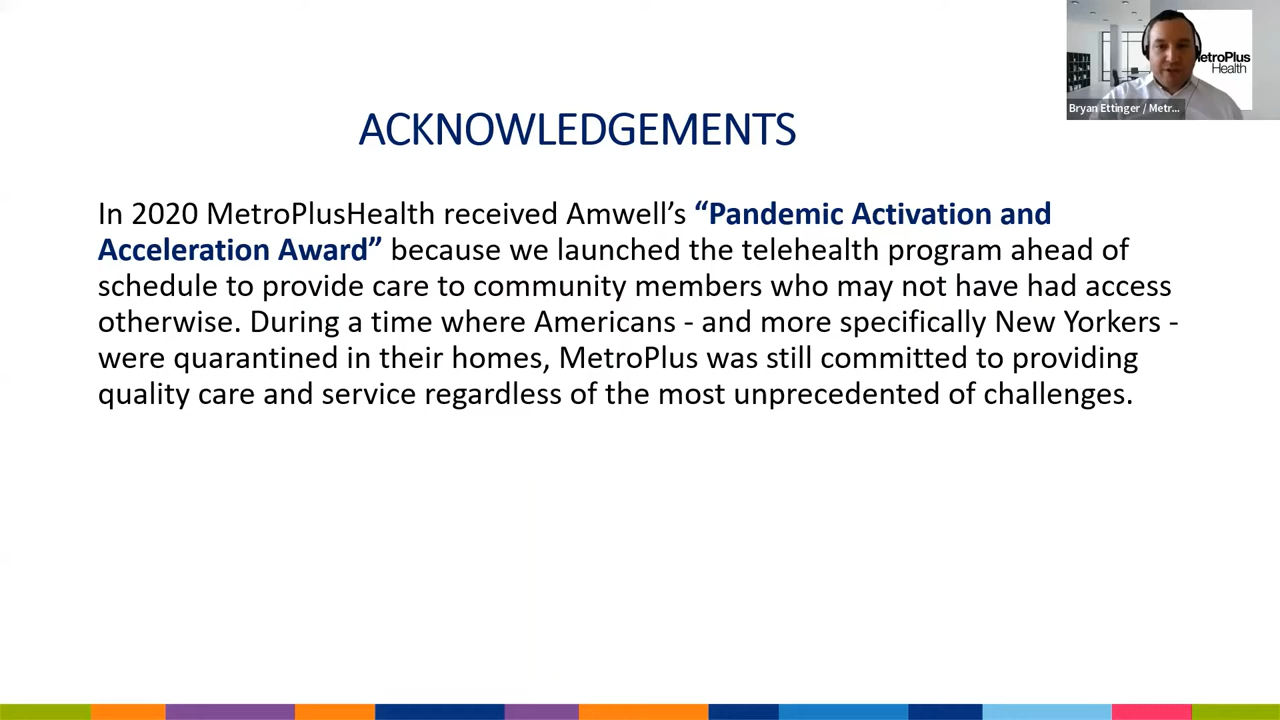 MetroPlus
Health
Bryan Ettinger / Metr...
ACKNOWLEDGEMENTS
In 2020 MetroPlusHealth received Amwell’s “Pandemic Activation and
Acceleration Award” because we launched the telehealth program ahead of
schedule to provide care to community members who may not have had access
otherwise. During a time where Americans - and more specifically New Yorkers -
were quarantined in their homes, MetroPlus was still committed to providing
quality care and service regardless of the most unprecedented of challenges.